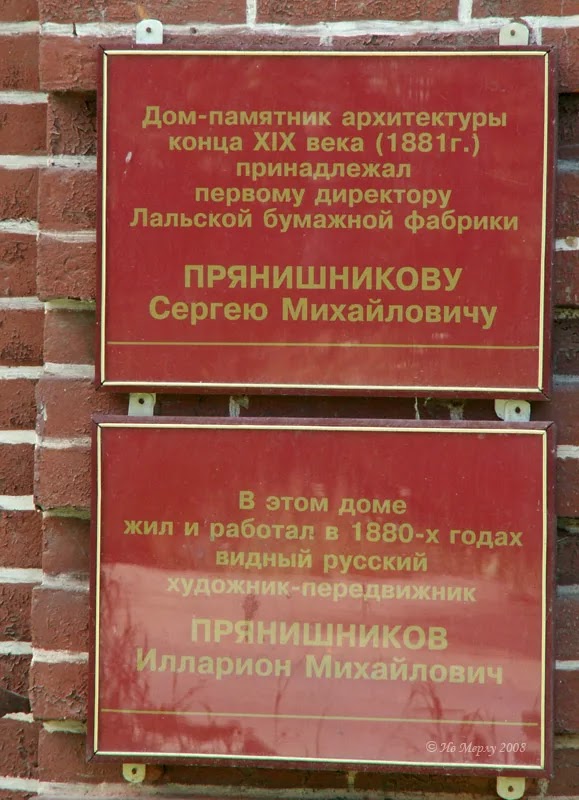 Дом-памятник архитектуры
конца XIX века (1881г.)
принадлежал
первому директору
Лальской бумажной фабрики
ПРЯНИШНИКОВУ
Сергею Михайловичу
В этом доме
жил и работал в 1880-х годах
видный русский
художник-передвижник
ПРЯНИШНИКОВ
Илларион Михайлович
© Не Мерлу 2008